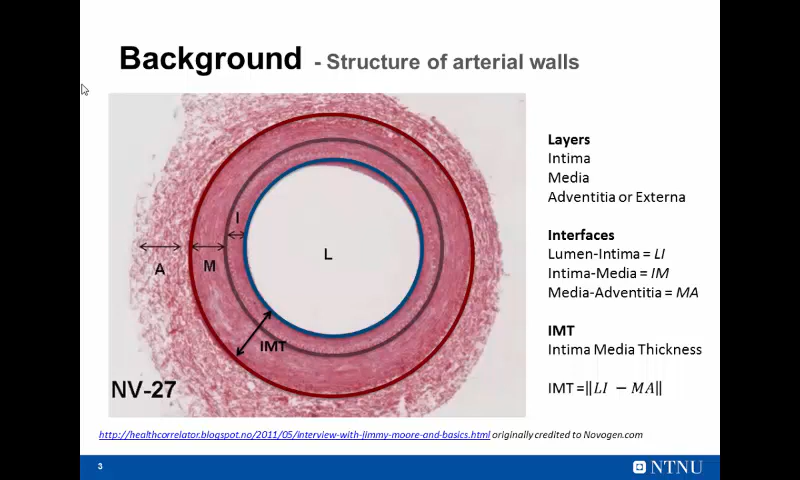 Background - Structure of arterial walls
Layers
Intima
Media
Adventitia or Externa
Interfaces
Lumen-Intima = LI
Intima-Media = IM
Media-Adventitia = MA
IMT
Intima Media Thickness
IMT =‖LI − MA‖
I
L
A
M
IMT
NV-27
http://healthcorrelator.blogspot.no/2011/05/interview-with-jimmy-moore-and-basics.html originally credited to Novogen.com
3
NTNU